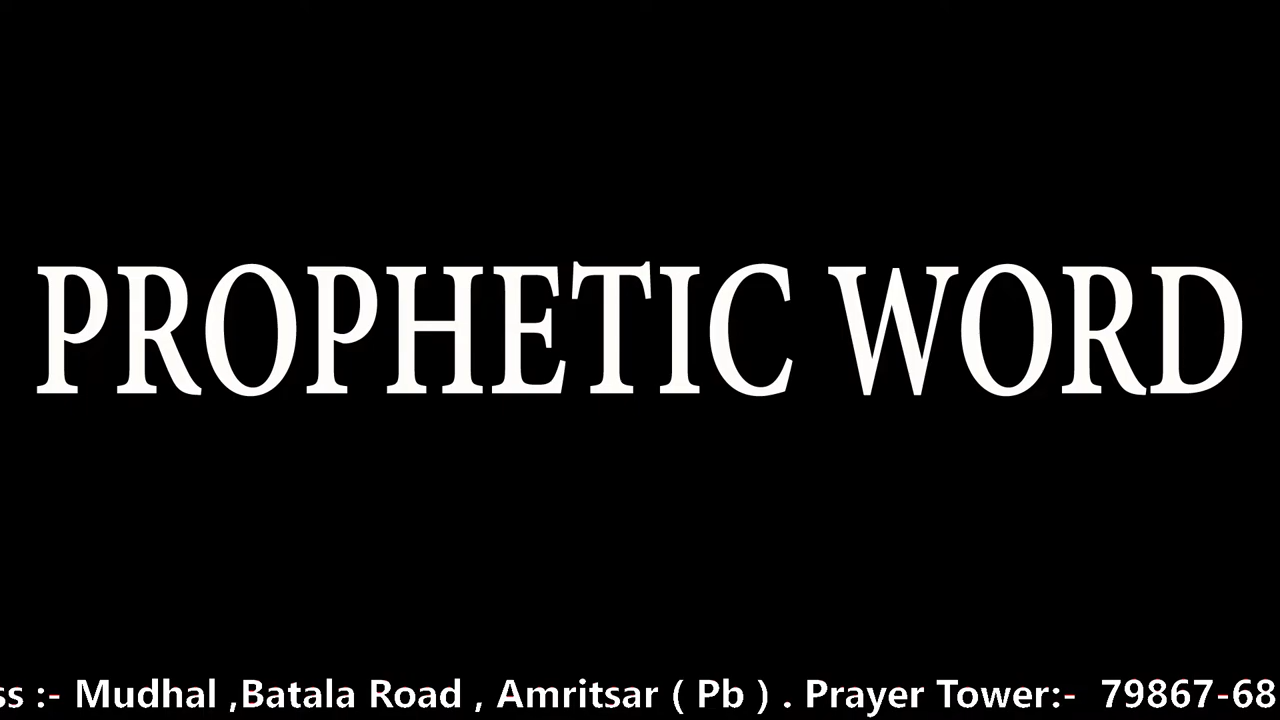 PROPHETIC WORD
ss :- Mudhal ,Batala Road , Amritsar ( Pb ) . Prayer Tower:- 79867-68